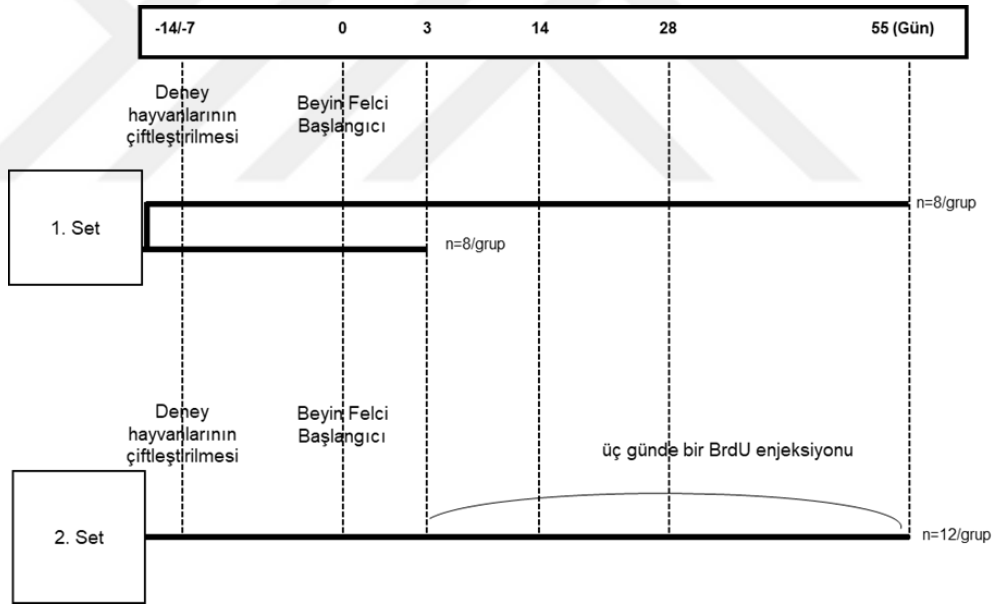 -14/-7 0 3 14 28 55 (Gün)
Deney
hayvanlarının
çiftleştirilmesi
Beyin Felci
Başlangıcı
1. Set
n=8/grup
n=8/grup
Deney
hayvanlarının
çiftleştirilmesi
Beyin Felci
Başlangıcı
üç günde bir BrdU enjeksiyonu
2. Set
n=12/grup